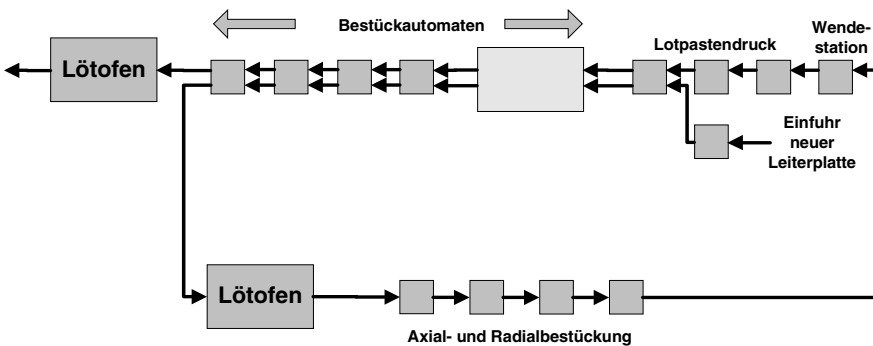 Bestückautomaten
Wende-
station
Lotpastendruck
Lötofen
Einfuhr
neuer
Leiterplatte
Lötofen
Axial- und Radialbestückung